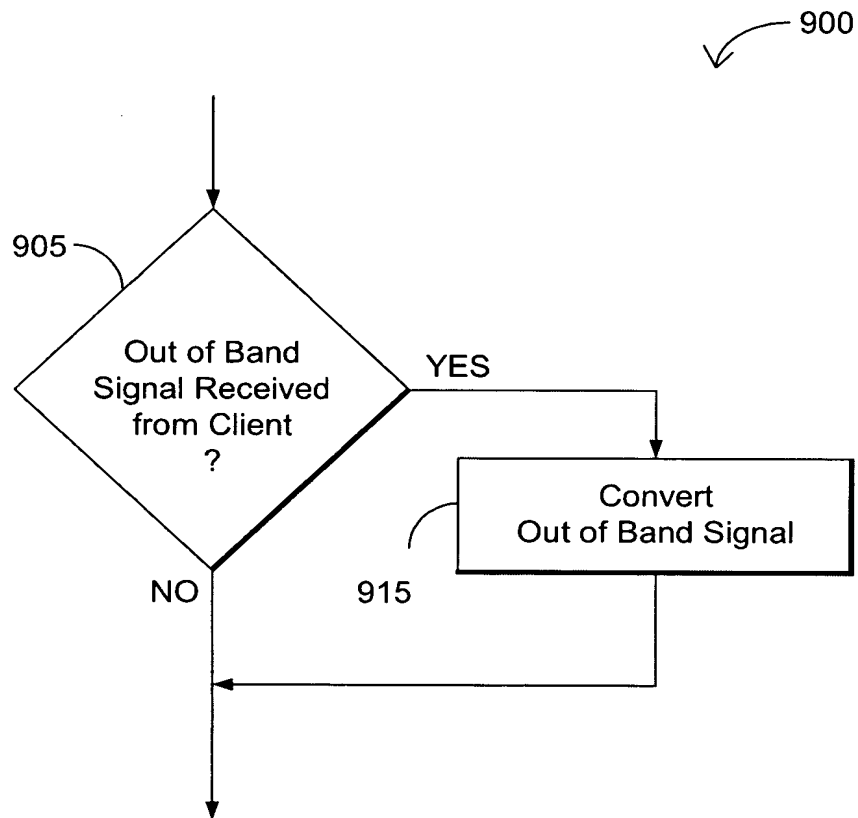 900
905
Out of Band
Signal Received
from Client
?
YES
Convert
Out of Band Signal
NO
915